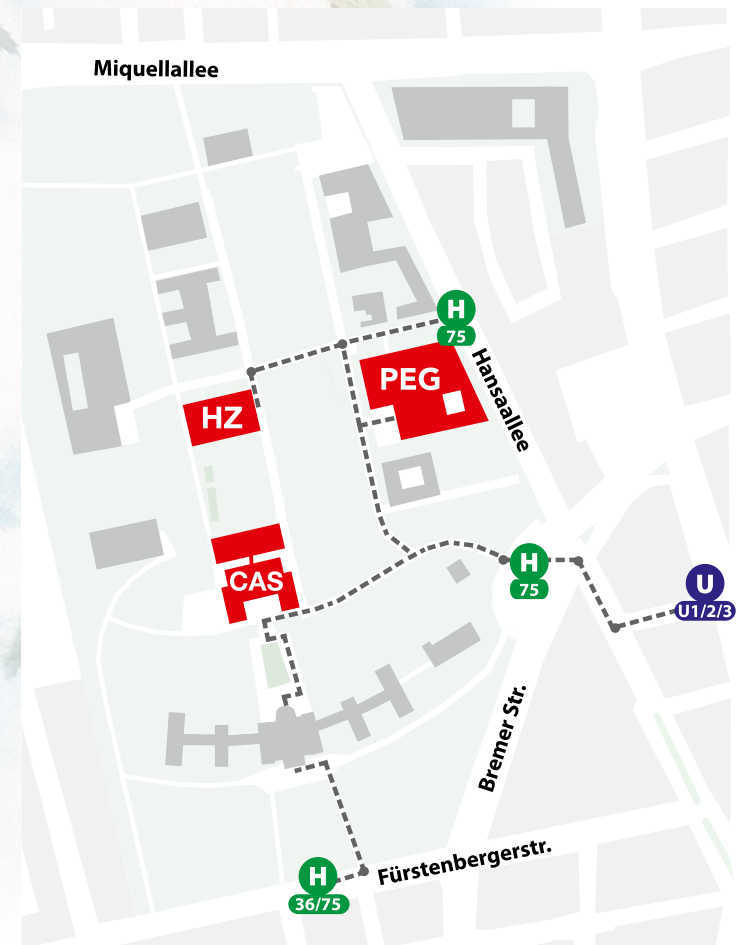 Miquellallee
H
75
Hansaallee
PEG
HZ
CAS
H
75
U
U1/2/3
Bremer Str.
Fürstenbergerstr.
H
36/75